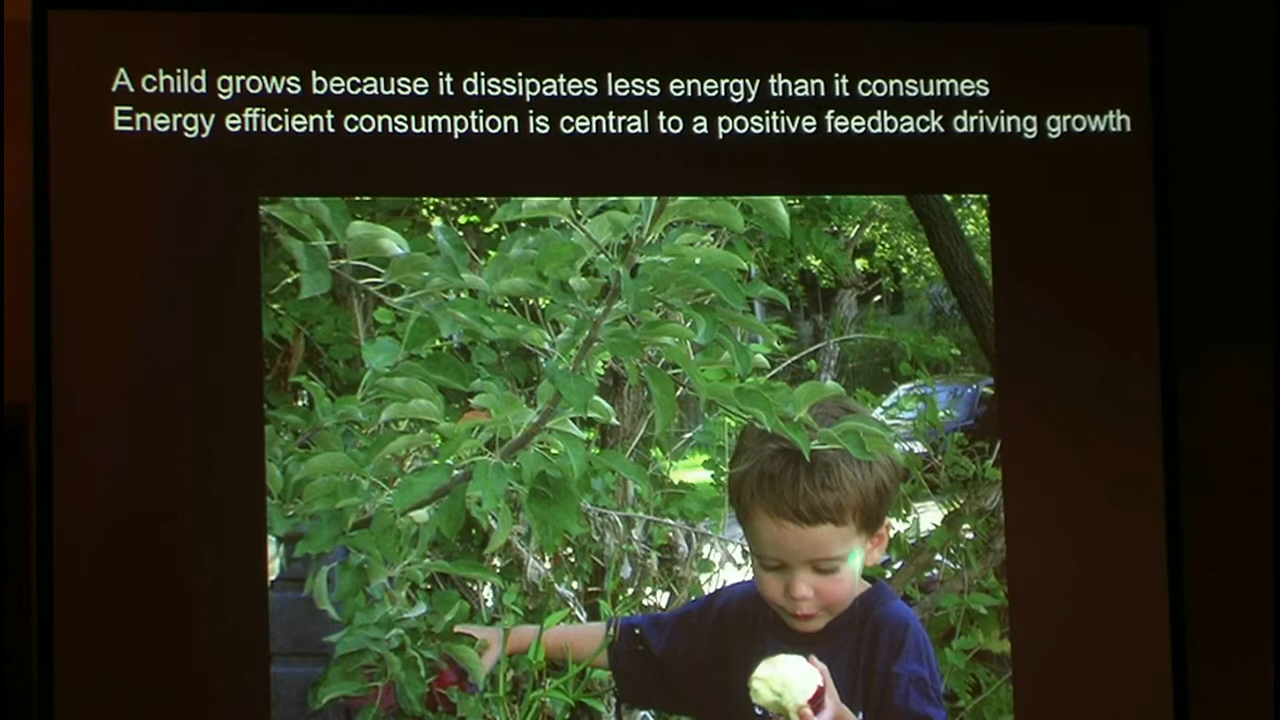 A child grows because it dissipates less energy than it consumes
Energy efficient consumption is central to a positive feedback driving growth